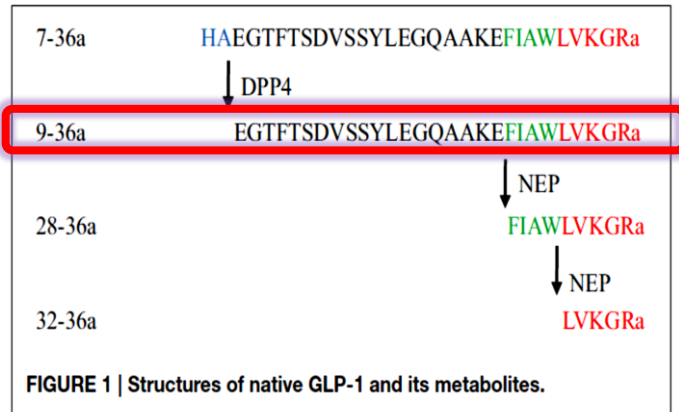 7-36a HAEGTFTSDVSSYLEGQAAKEFIAWLVKGRa
DPP4
9-36a EGTFTSDVSSYLEGQAAKEFIAWLVKGRa
NEP
28-36a FIAWLVKGRa
NEP
32-36a LVKGRa
FIGURE 1 | Structures of native GLP-1 and its metabolites.